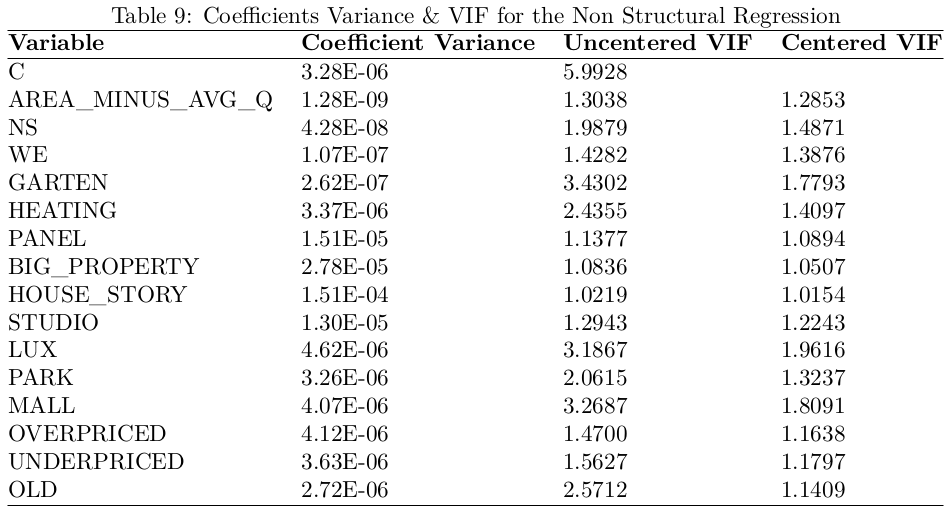 Table 9: Coefficients Variance & VIF for the Non Structural Regression
Variable Coefficient Variance Uncentered VIF Centered VIF
C 3.28E-06 5.9928
AREA_MINUS_AVG_Q 1.28E-09 1.3038 1.2853
NS 4.28E-08 1.9879 1.4871
WE 1.07E-07 1.4282 1.3876
GARTEN 2.62E-07 3.4302 1.7793
HEATING 3.37E-06 2.4355 1.4097
PANEL 1.51E-05 1.1377 1.0894
BIG_PROPERTY 2.78E-05 1.0836 1.0507
HOUSE_STORY 1.51E-04 1.0219 1.0154
STUDIO 1.30E-05 1.2943 1.2243
LUX 4.62E-06 3.1867 1.9616
PARK 3.26E-06 2.0615 1.3237
MALL 4.07E-06 3.2687 1.8091
OVERPRICED 4.12E-06 1.4700 1.1638
UNDERPRICED 3.63E-06 1.5627 1.1797
OLD 2.72E-06 2.5712 1.1409